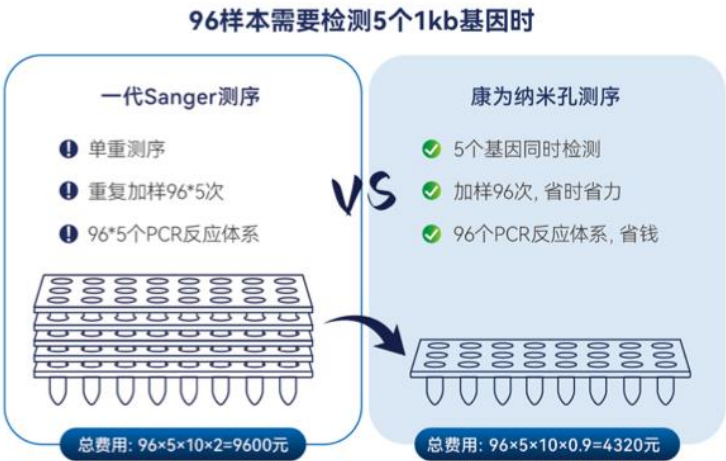 96样本需要检测5个1kb基因时
一代Sanger测序
单重测序
重复加样96*5次
96*5个PCR反应体系
总费用: 96×5×10×2=9600元
VS
康为纳米孔测序
5个基因同时检测
加样96次, 省时省力
96个PCR反应体系, 省钱
总费用: 96×5×10×0.9=4320元